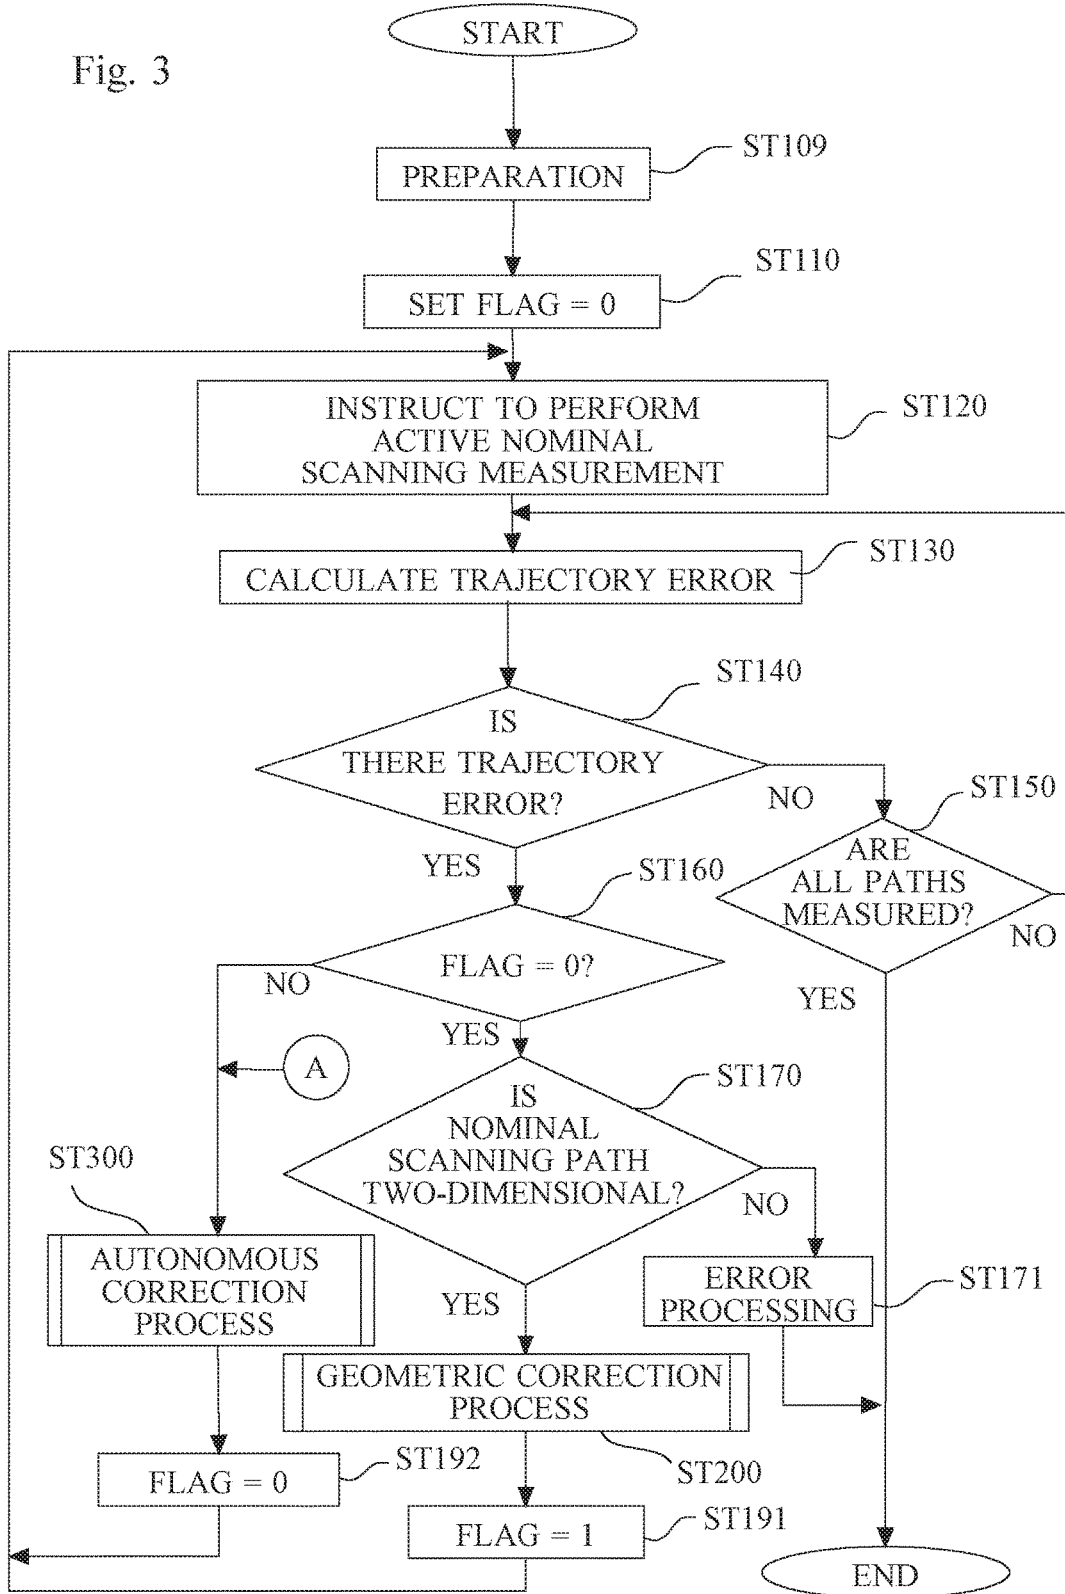 START
Fig. 3
ST109
PREPARATION
ST110
SET FLAG = 0
INSTRUCT TO PERFORM
ACTIVE NOMINAL
SCANNING MEASUREMENT
ST120
ST130
CALCULATE TRAJECTORY ERROR
ST140
IS
THERE TRAJECTORY
ERROR?
NO
ST150
ARE
ALL PATHS
MEASURED?
NO
YES
YES
ST160
FLAG = 0?
NO
YES
A
ST170
IS
NOMINAL
SCANNING PATH
TWO-DIMENSIONAL?
NO
YES
ST300
AUTONOMOUS
CORRECTION
PROCESS
ERROR
PROCESSING
ST171
GEOMETRIC CORRECTION
PROCESS
ST200
FLAG = 0
ST192
FLAG = 1
ST191
END